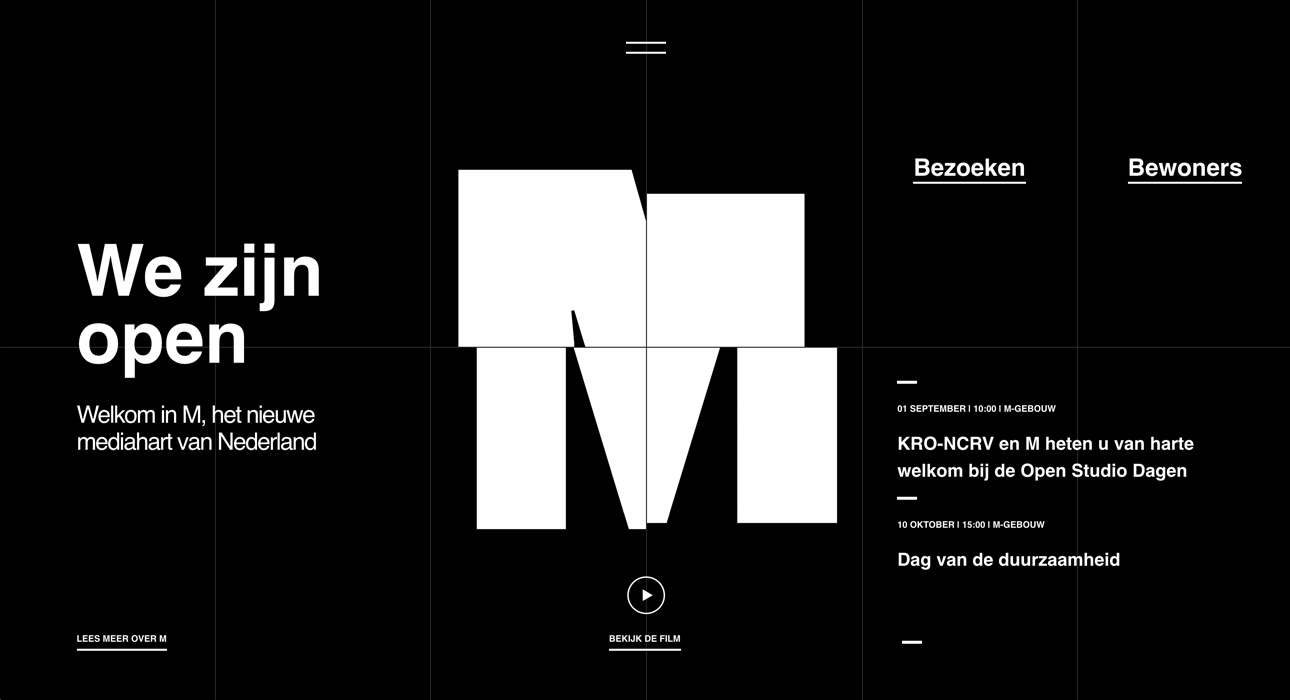 Bezoeken
Bewoners
We zijn
open
Welkom in M, het nieuwe
mediahart van Nederland
LEES MEER OVER M
M
BEKIJK DE FILM
01 SEPTEMBER | 10:00 | M-GEBOUW
KRO-NCRV en M heten u van harte
welkom bij de Open Studio Dagen
10 OKTOBER | 15:00 | M-GEBOUW
Dag van de duurzaamheid